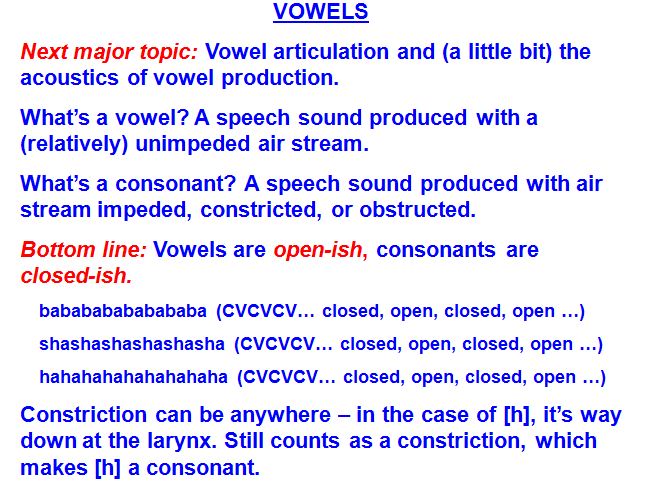 VOWELS
Next major topic: Vowel articulation and (a little bit) the
acoustics of vowel production.
What's a vowel? A speech sound produced with a
(relatively) unimpeded air stream.
What's a consonant? A speech sound produced with air
stream impeded, constricted, or obstructed.
Bottom line: Vowels are open-ish, consonants are
closed-ish.
babababababababa (CVCVCV… closed, open, closed, open …)
shashashashashasha (CVCVCV… closed, open, closed, open …)
hahahahahahahahaha (CVCVCV… closed, open, closed, open …)
Constriction can be anywhere – in the case of [h], it's way
down at the larynx. Still counts as a constriction, which
makes [h] a consonant.